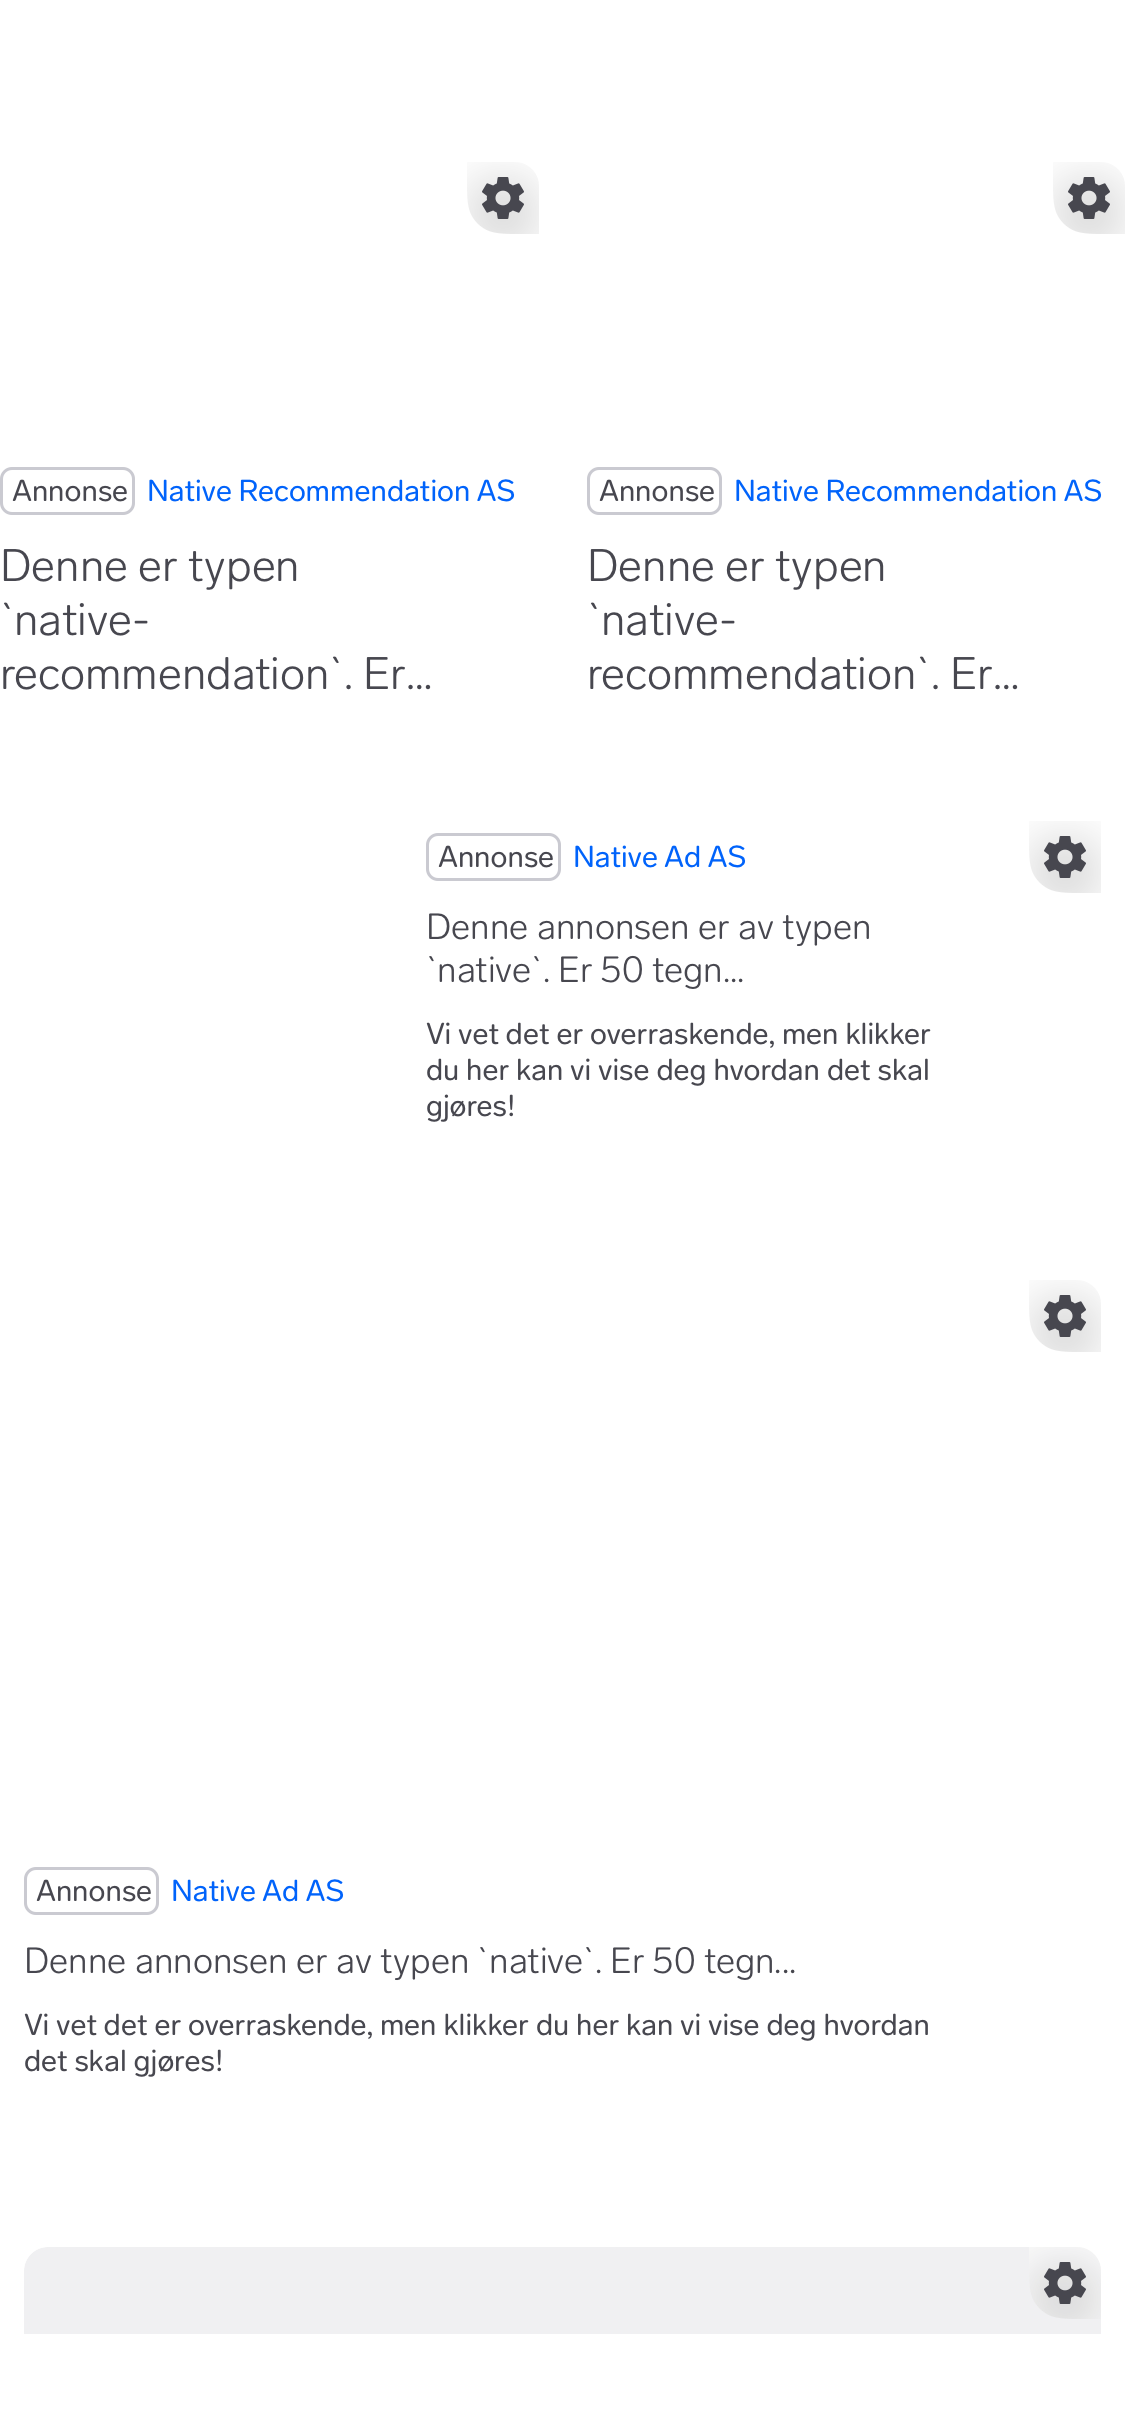 Annonse Native Recommendation AS
Denne er typen
`native-
recommendation`. Er...
Annonse Native Recommendation AS
Denne er typen
`native-
recommendation`. Er...
Annonse Native Ad AS
Denne annonsen er av typen
`native`. Er 50 tegn...
Vi vet det er overraskende, men klikker
du her kan vi vise deg hvordan det skal
gjøres!
Annonse Native Ad AS
Denne annonsen er av typen `native`. Er 50 tegn...
Vi vet det er overraskende, men klikker du her kan vi vise deg hvordan
det skal gjøres!